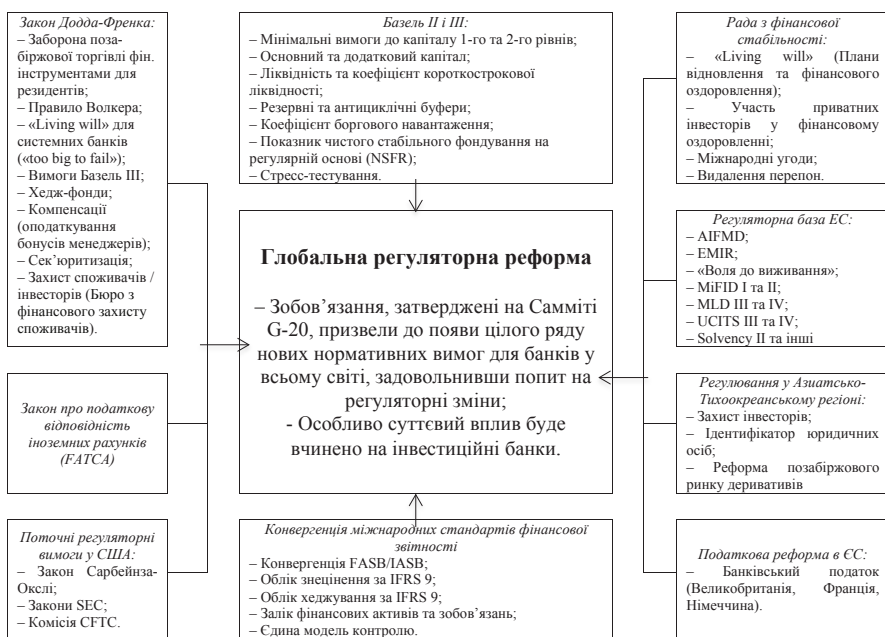 Закон Додда-Френка:
– Заборона поза-
біржової торгівлі фін.
інструментами для
резидентів;
– Правило Волкера;
– «Living will» для
системних банків
(«too big to fail»);
– Вимоги Базель III;
– Хедж-фонди;
– Компенсації
(оподаткування
бонусів менеджерів);
– Сек’юритизація;
– Захист споживачів /
інвесторів (Бюро з
фінансового захисту
споживачів).
Закон про податкову
відповідність
іноземних рахунків
(FATCA)
Поточні регуляторні
вимоги у США:
– Закон Сарбейнза-
Окслі;
– Закони SEC;
– Комісія CFTC.
Базель II і III:
– Мінімальні вимоги до капіталу 1-го та 2-го рівнів;
– Основний та додатковий капітал;
– Ліквідність та коефіцієнт короткострокової
ліквідності;
– Резервні та антициклічні буфери;
– Коефіцієнт боргового навантаження;
– Показник чистого стабільного фондування на
регулярній основі (NSFR);
– Стресс-тестування.
Глобальна регуляторна реформа
– Зобов’язання, затверджені на Самміті
G-20, призвели до появи цілого ряду
нових нормативних вимог для банків у
всьому світі, задовольнивши попит на
регуляторні зміни;
- Особливо суттєвий вплив буде
вчинено на інвестиційні банки.
Конвергенція міжнародних стандартів фінансової
звітності
– Конвергенція FASB/IASB;
– Облік знецінення за IFRS 9;
– Облік хеджування за IFRS 9;
– Залік фінансових активів та зобов’язань;
– Єдина модель контролю.
Рада з фінансової
стабільності:
– «Living will» (Плани
відновлення та фінансового
оздоровлення);
– Участь приватних
інвесторів у фінансовому
оздоровленні;
– Міжнародні угоди;
– Видалення перепон.
Регуляторна база ЕС:
– AIFMD;
– EMIR;
– «Воля до виживання»;
– MiFID I та II;
– MLD III та IV;
– UCITS III та IV;
– Solvency II та інші
Регулювання у Азиатсько-
Тихоокреанському регіоні:
– Захист інвесторів;
– Ідентифікатор юридичних
осіб;
– Реформа позабіржового
ринку деривативів
Податкова реформа в ЄС:
– Банківський податок
(Великобританія, Франція,
Німеччина).